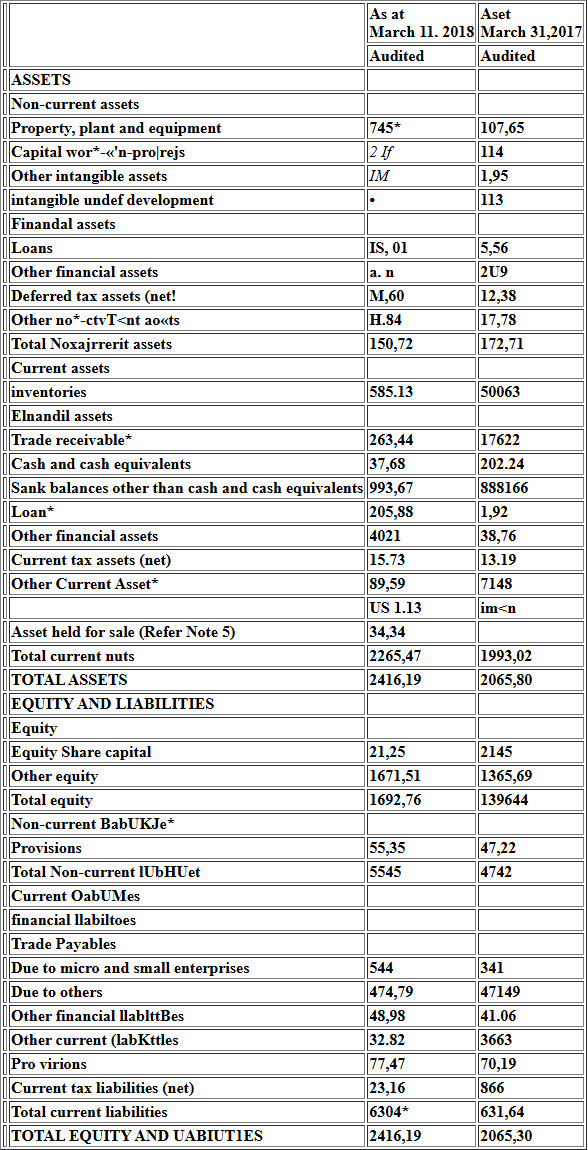 As at Aset
March 11. 2018 March 31,2017
Audited Audited
ASSETS
Non-current assets
Property, plant and equipment 745* 107,65
Capital wor*-«'n-pro|rejs 2 If 114
Other intangible assets IM 1,95
intangible undef development • 113
Finandal assets
Loans IS, 01 5,56
Other financial assets a. n 2U9
Deferred tax assets (net! M,60 12,38
Other no*-ctvT<nt ao«ts H.84 17,78
Total Noxajrrerit assets 150,72 172,71
Current assets
inventories 585.13 50063
Elnandil assets
Trade receivable* 263,44 17622
Cash and cash equivalents 37,68 202.24
Sank balances other than cash and cash equivalents 993,67 888166
Loan* 205,88 1,92
Other financial assets 4021 38,76
Current tax assets (net) 15.73 13.19
Other Current Asset* 89,59 7148
US 1.13 im<n
Asset held for sale (Refer Note 5) 34,34
Total current nuts 2265,47 1993,02
TOTAL ASSETS 2416,19 2065,80
EQUITY AND LIABILITIES
Equity
Equity Share capital 21,25 2145
Other equity 1671,51 1365,69
Total equity 1692,76 139644
Non-current BabUKJe*
Provisions 55,35 47,22
Total Non-current lUbHUet 5545 4742
Current OabUMes
financial llabiltoes
Trade Payables
Due to micro and small enterprises 544 341
Due to others 474,79 47149
Other financial llablttBes 48,98 41.06
Other current (labKttles 32.82 3663
Pro virions 77,47 70,19
Current tax liabilities (net) 23,16 866
Total current liabilities 6304* 631,64
TOTAL EQUITY AND UABIUT1ES 2416,19 2065,30